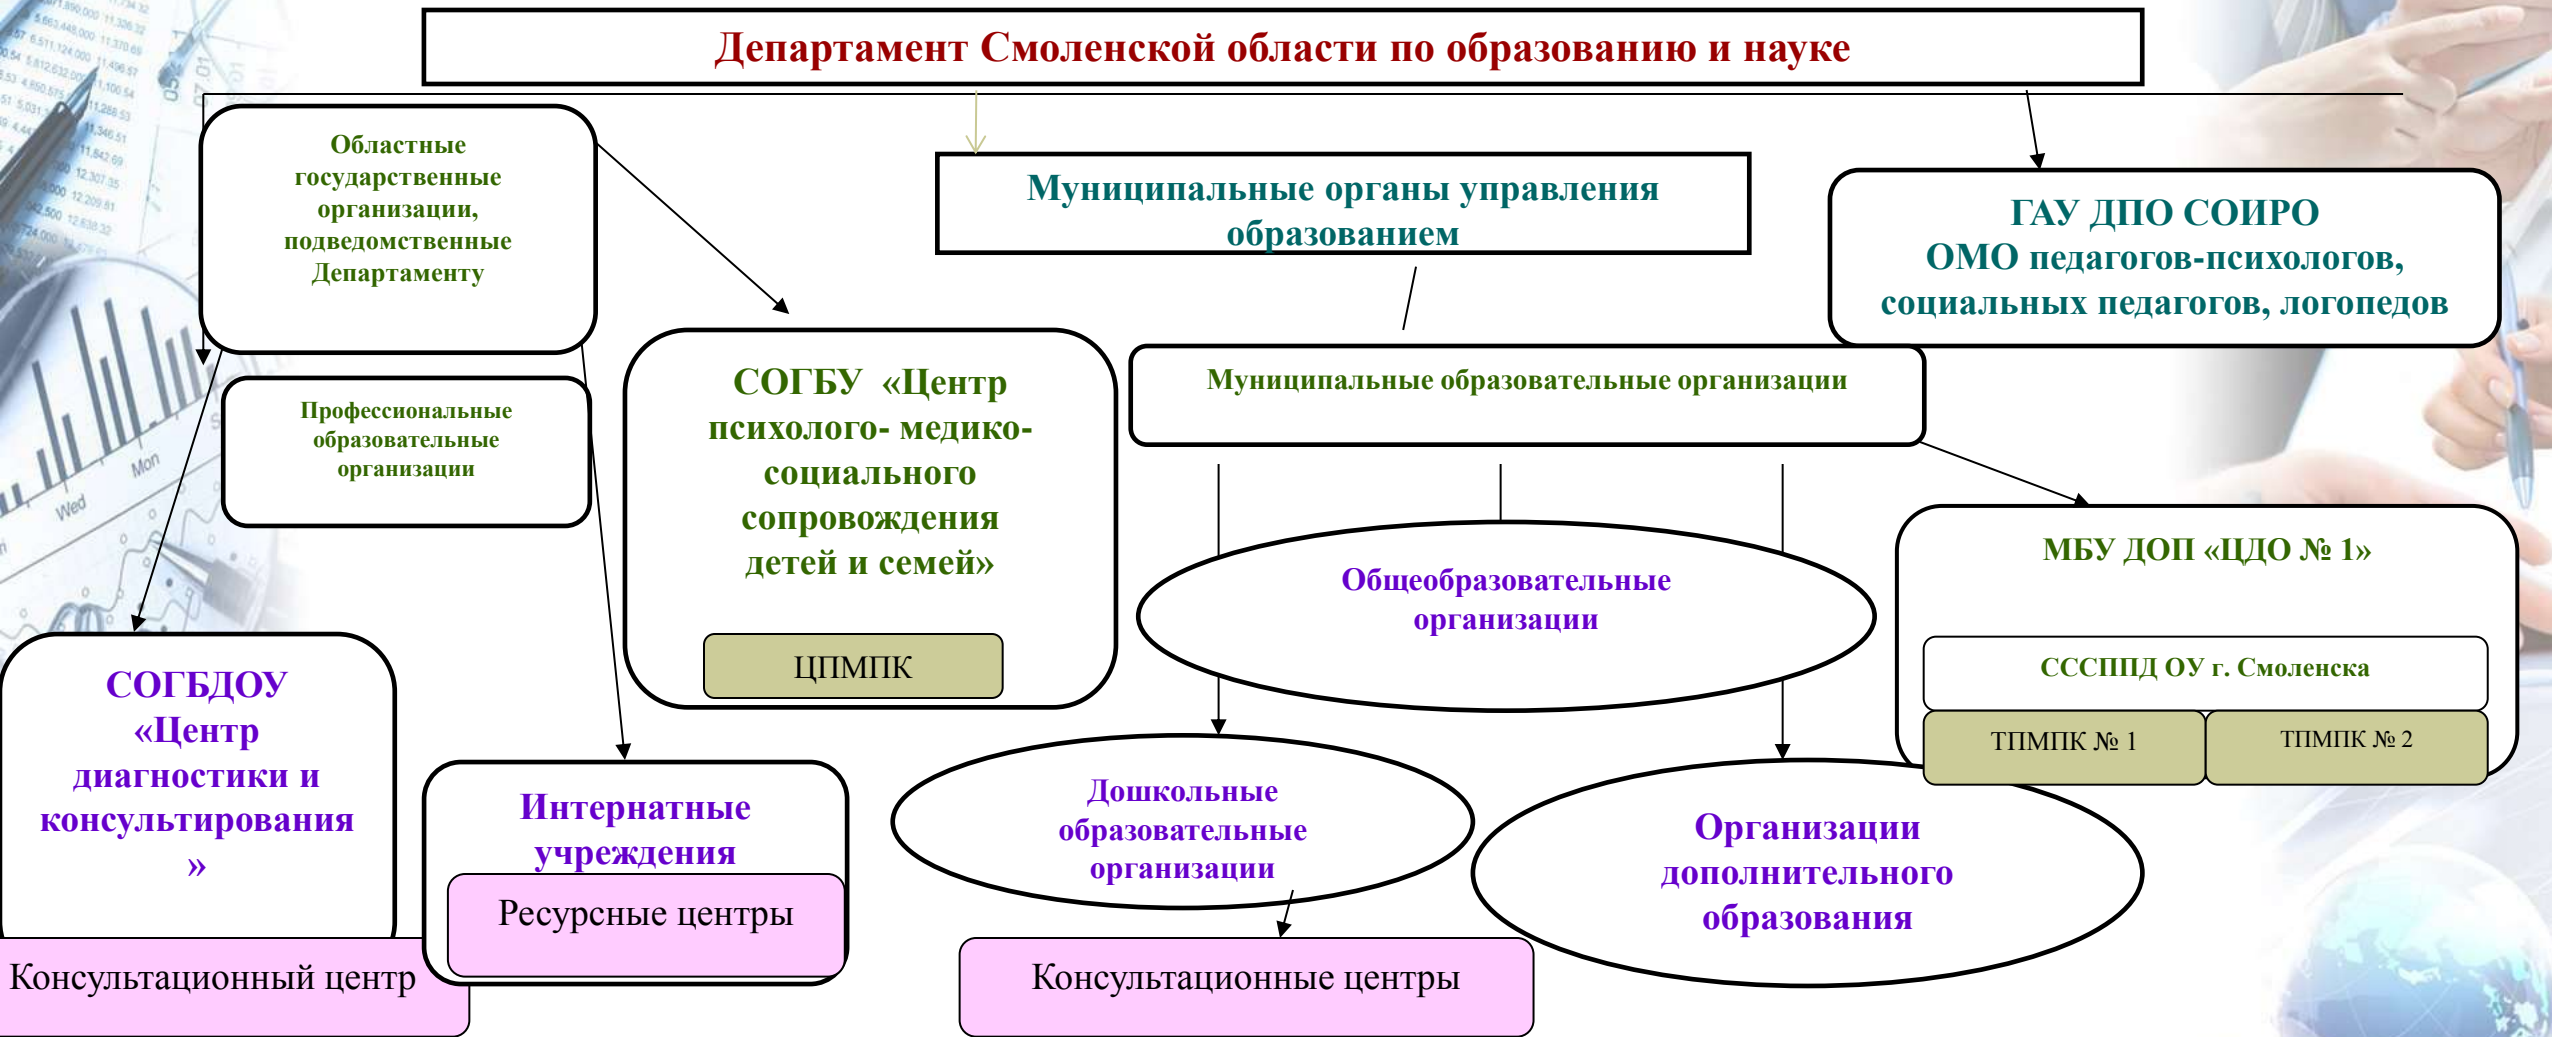 Департамент Смоленской области по образованию и науке
Областные
государственные
организации,
подведомственные
Департаменту
Муниципальные органы управления
образованием
ГАУ ДПО СОИРО
ОМО педагогов-психологов,
социальных педагогов, логопедов
Профессиональные
образовательные
организации
СОГБУ «Центр
психолого- медико-
социального
сопровождения
детей и семей»
ЦПМПК
Муниципальные образовательные организации
Общеобразовательные
организации
МБУ ДОП «ЦДО № 1»
СССППД ОУ г. Смоленска
ТПМПК № 1
ТПМПК № 2
СОГБДОУ
«Центр
диагностики и
консультирования
»
Консультационный центр
Интернатные
учреждения
Ресурсные центры
Дошкольные
образовательные
организации
Консультационные центры
Организации
дополнительного
образования
Mon
Wed